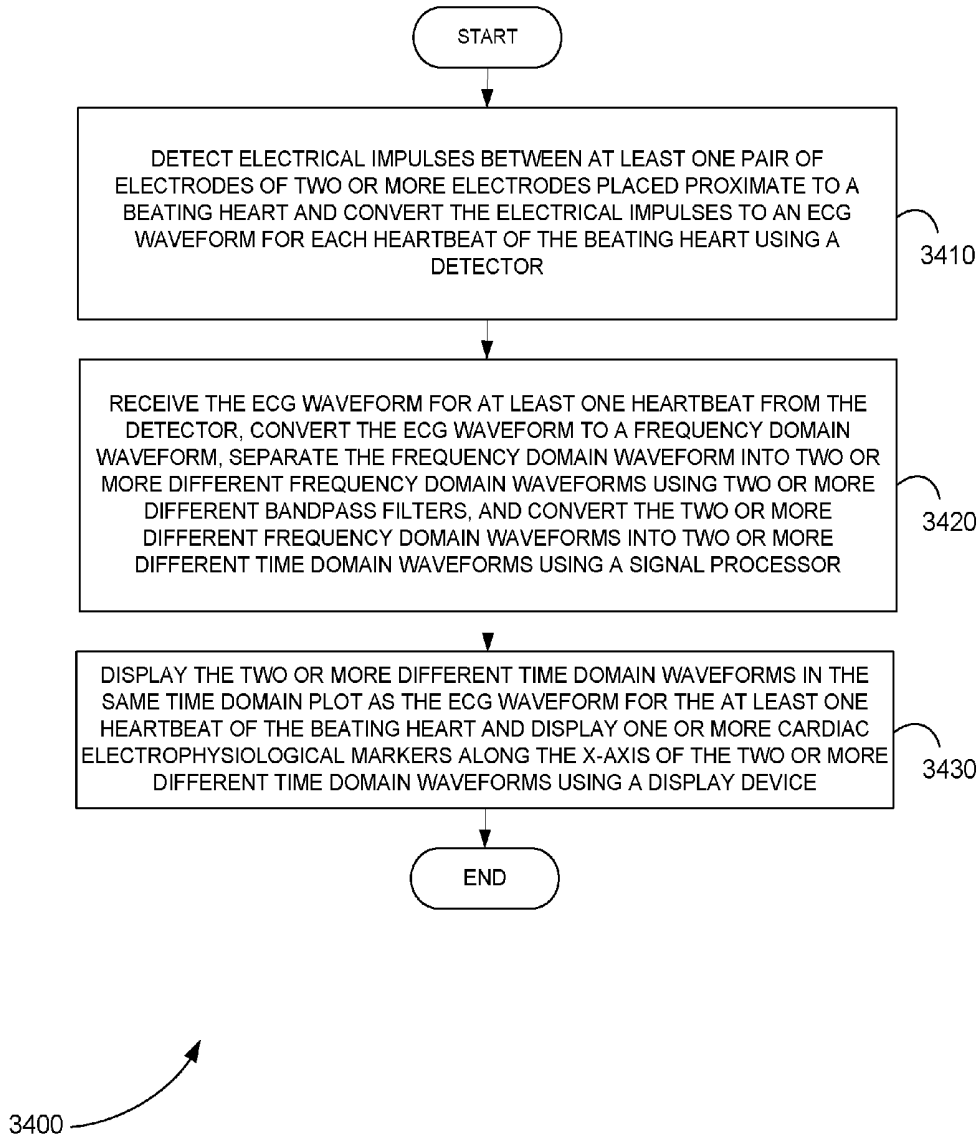 START
DETECT ELECTRICAL IMPULSES BETWEEN AT LEAST ONE PAIR OF
ELECTRODES OF TWO OR MORE ELECTRODES PLACED PROXIMATE TO A
BEATING HEART AND CONVERT THE ELECTRICAL IMPULSES TO AN ECG
WAVEFORM FOR EACH HEARTBEAT OF THE BEATING HEART USING A
DETECTOR
3410
RECEIVE THE ECG WAVEFORM FOR AT LEAST ONE HEARTBEAT FROM THE
DETECTOR, CONVERT THE ECG WAVEFORM TO A FREQUENCY DOMAIN
WAVEFORM, SEPARATE THE FREQUENCY DOMAIN WAVEFORM INTO TWO OR
MORE DIFFERENT FREQUENCY DOMAIN WAVEFORMS USING TWO OR MORE
DIFFERENT BANDPASS FILTERS, AND CONVERT THE TWO OR MORE
DIFFERENT FREQUENCY DOMAIN WAVEFORMS INTO TWO OR MORE
DIFFERENT TIME DOMAIN WAVEFORMS USING A SIGNAL PROCESSOR
3420
DISPLAY THE TWO OR MORE DIFFERENT TIME DOMAIN WAVEFORMS IN THE
SAME TIME DOMAIN PLOT AS THE ECG WAVEFORM FOR THE AT LEAST ONE
HEARTBEAT OF THE BEATING HEART AND DISPLAY ONE OR MORE CARDIAC
ELECTROPHYSIOLOGICAL MARKERS ALONG THE X-AXIS OF THE TWO OR MORE
DIFFERENT TIME DOMAIN WAVEFORMS USING A DISPLAY DEVICE
3430
END
3400